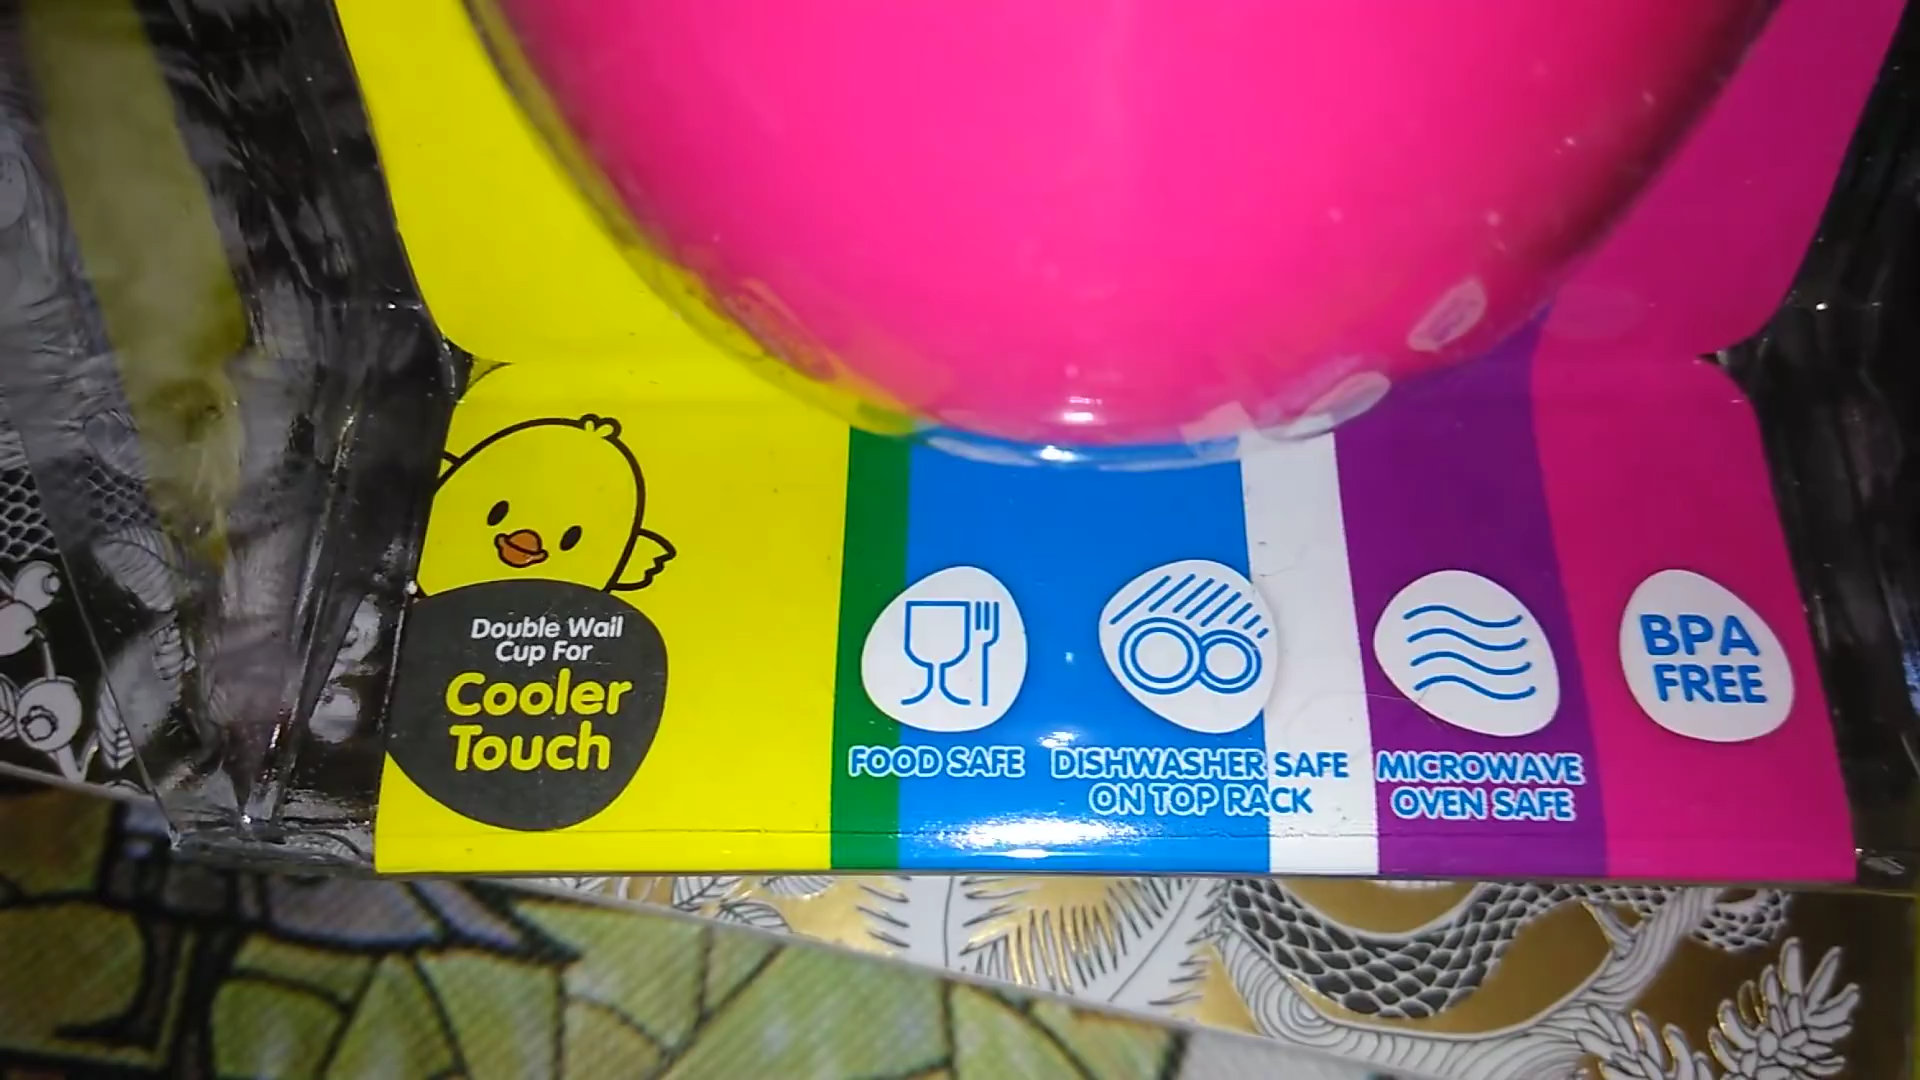 Double Wall
Cup For
Cooler
Touch
FOOD SAFE
DISHWASHER SAFE
ON TOP RACK
MICROWAVE
OVEN SAFE
BPA
FREE